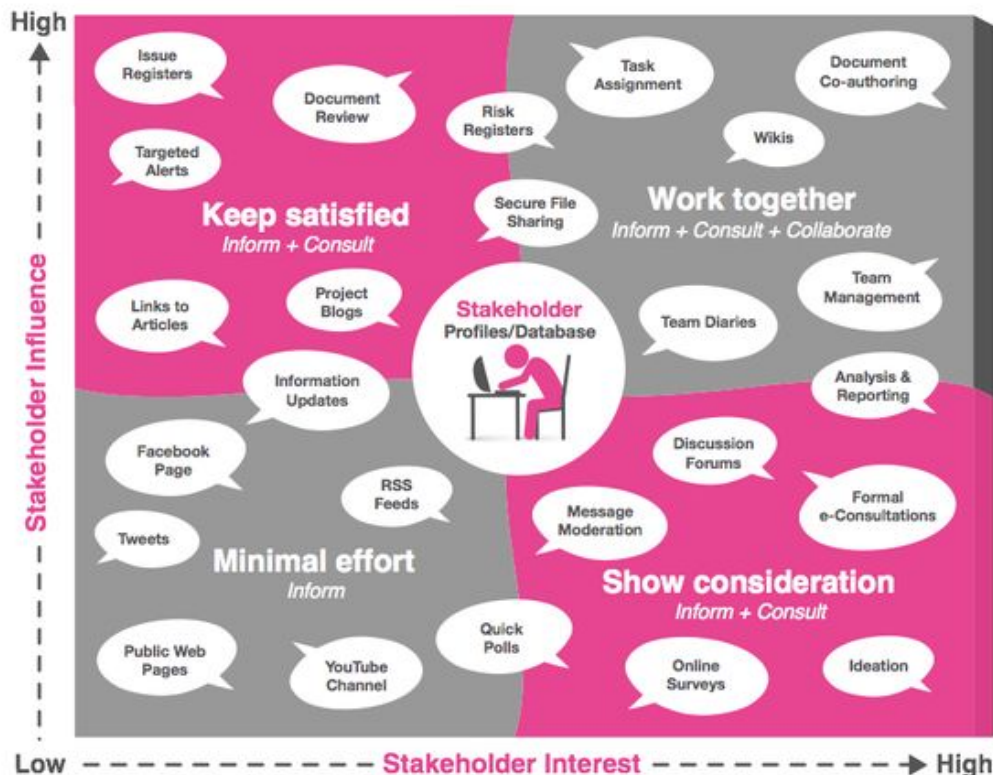 High
Issue
Registers
Document
Review
Risk
Registers
Task
Assignment
Document
Co-authoring
Wikis
Targeted
Alerts
Keep satisfied
Inform + Consult
Secure File
Sharing
Work together
Inform + Consult + Collaborate
Links to
Articles
Project
Blogs
Stakeholder
Profiles/Database
Team Diaries
Team
Management
Stakeholder Influence
Information
Updates
Analysis &
Reporting
Facebook
Page
RSS
Feeds
Tweets
Minimal effort
Inform
Discussion
Forums
Message
Moderation
Formal
e-Consultations
Show consideration
Inform + Consult
Public Web
Pages
YouTube
Channel
Quick
Polls
Online
Surveys
Ideation
Low
Stakeholder Interest
High